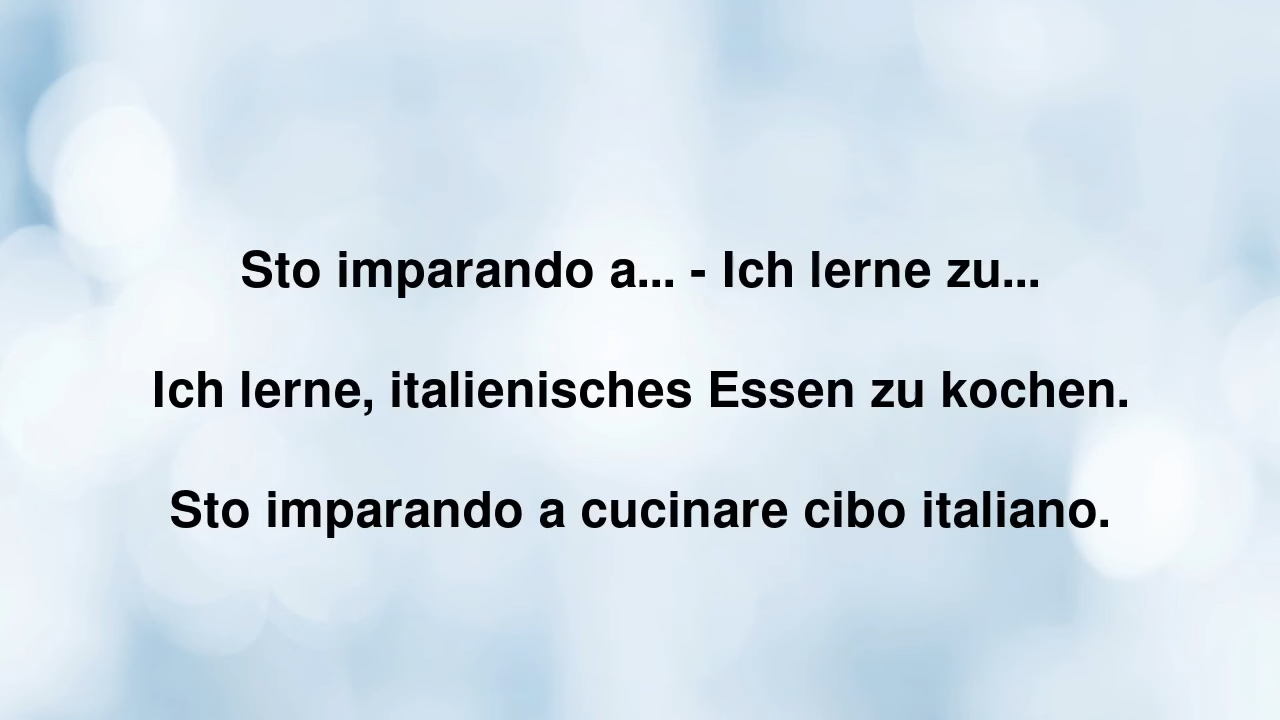 Sto imparando a... - Ich lerne zu...
Ich lerne, italienisches Essen zu kochen.
Sto imparando a cucinare cibo italiano.